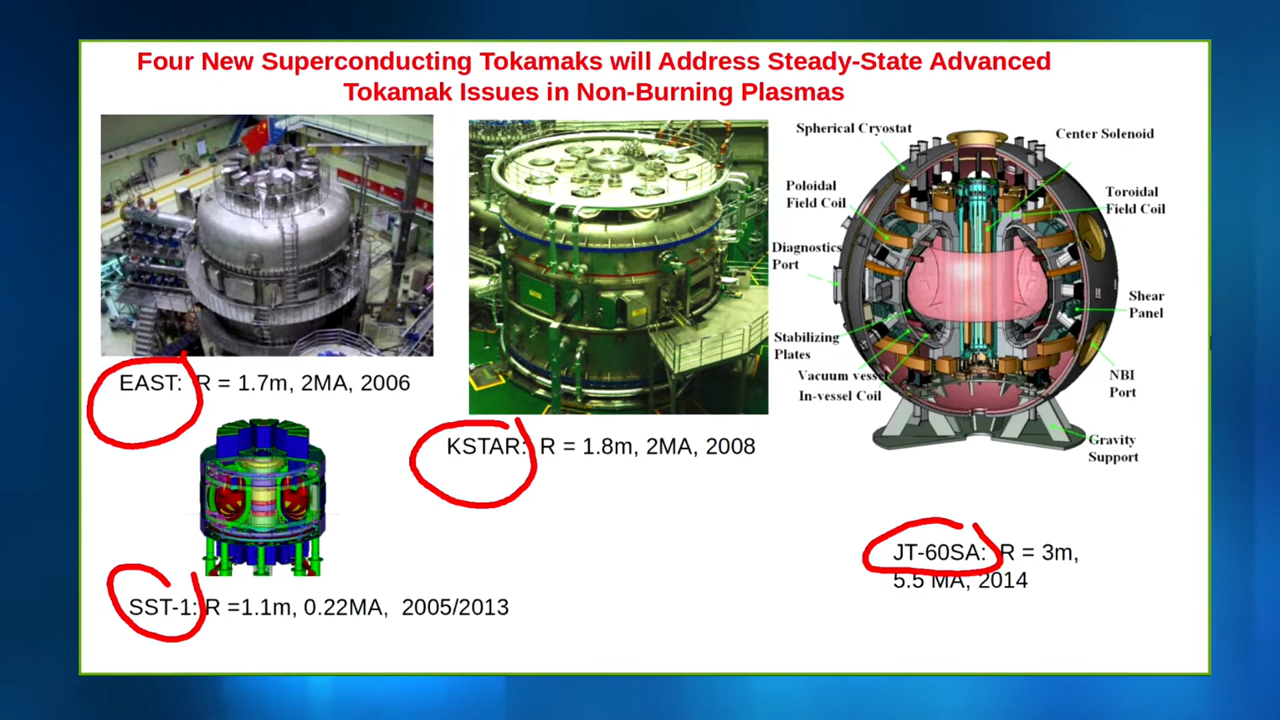 Four New Superconducting Tokamaks will Address Steady-State Advanced
Tokamak Issues in Non-Burning Plasmas
Spherical Cryostat
Center Solenoid
Poloidal
Field Coil
Toroidal
Field Coil
Diagnostics
Port
Shear
Panel
Stabilizing
Plates
Vacuum vessel
In-vessel Coil
NBI
Port
Gravity
Support
EAST: R = 1.7m, 2MA, 2006
KSTAR: R = 1.8m, 2MA, 2008
JT-60SA: R = 3m,
5.5 MA, 2014
SST-1: R =1.1m, 0.22MA, 2005/2013